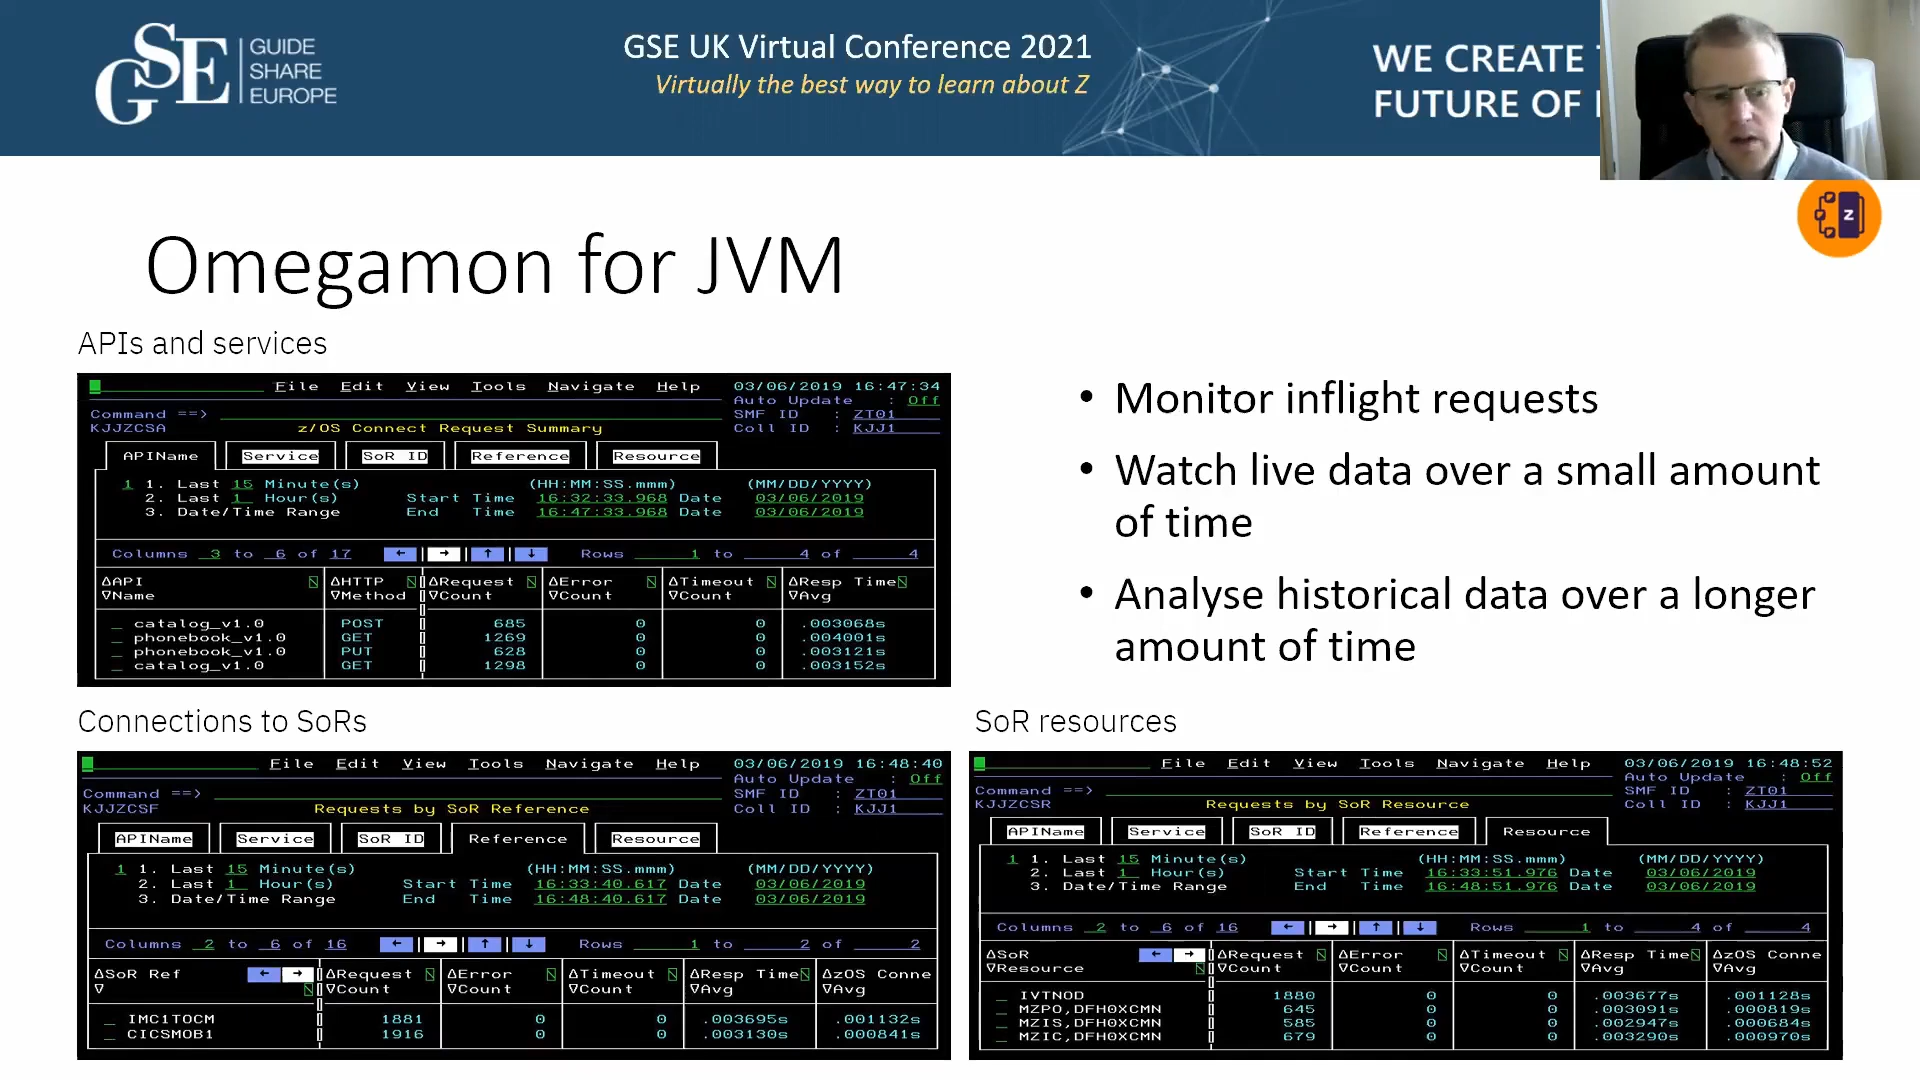 GSE
GUIDE
SHARE
EUROPE
GSE UK Virtual Conference 2021
Virtually the best way to learn about Z
WE CREATE
FUTURE OF
Z
Omegamon for JVM
APIs and services
File Edit View Tools Navigate Help 03/06/2019 16:47:34
Auto Update : Off
Command ==> SMF ID : ZT01
KJJZCSA z/OS Connect Request Summary Coll ID : KJJ1
APIName Service SoR ID Reference Resource
1 1. Last 15 Minute(s) (HH:MM:SS.mmm) (MM/DD/YYYY)
2. Last 1 Hour(s) Start Time 16:32:33.968 Date 03/06/2019
3. Date/Time Range End Time 16:47:33.968 Date 03/06/2019
Columns 3 to 6 of 17 ← → ↑ ↓ Rows 1 to 4 of 4
ΔAPI ΔHTTP ΔRequest ΔError ΔTimeout ΔResp Time
∇Name ∇Method ∇Count ∇Count ∇Count ∇Avg
_ catalog_v1.0 POST 685 0 0 .003068s
_ phonebook_v1.0 GET 1269 0 0 .004001s
_ phonebook_v1.0 PUT 628 0 0 .003121s
_ catalog_v1.0 GET 1298 0 0 .003152s
• Monitor inflight requests
• Watch live data over a small amount
of time
• Analyse historical data over a longer
amount of time
Connections to SoRs
File Edit View Tools Navigate Help 03/06/2019 16:48:40
Auto Update : Off
Command ==> SMF ID : ZT01
KJJZCSF Requests by SoR Reference Coll ID : KJJ1
APIName Service SoR ID Reference Resource
1 1. Last 15 Minute(s) (HH:MM:SS.mmm) (MM/DD/YYYY)
2. Last 1 Hour(s) Start Time 16:33:40.617 Date 03/06/2019
3. Date/Time Range End Time 16:48:40.617 Date 03/06/2019
Columns 2 to 6 of 16 ← → ↑ ↓ Rows 1 to 2 of 2
ΔSoR Ref ← → ΔRequest ΔError ΔTimeout ΔResp Time ΔzOS Conne
∇ ∇Count ∇Count ∇Count ∇Avg ∇Avg
_ IMC1TOCM 1881 0 0 .003695s .001132s
_ CICSMOB1 1916 0 0 .003130s .000841s
SoR resources
File Edit View Tools Navigate Help 03/06/2019 16:48:52
Auto Update : Off
Command ==> SMF ID : ZT01
KJJZCSR Requests by SoR Resource Coll ID : KJJ1
APIName Service SoR ID Reference Resource
1 1. Last 15 Minute(s) (HH:MM:SS.mmm) (MM/DD/YYYY)
2. Last 1 Hour(s) Start Time 16:33:51.976 Date 03/06/2019
3. Date/Time Range End Time 16:48:51.976 Date 03/06/2019
Columns 2 to 6 of 16 ← → ↑ ↓ Rows 1 to 4 of 4
ΔSoR ← → ΔRequest ΔError ΔTimeout ΔResp Time ΔzOS Conne
∇Resource ∇Count ∇Count ∇Count ∇Avg ∇Avg
_ IVTNOD 1880 0 0 .003677s .001128s
_ MZPO,DFH0XCMN 645 0 0 .003091s .000819s
_ MZIS,DFH0XCMN 585 0 0 .002947s .000684s
_ MZIC,DFH0XCMN 679 0 0 .003290s .000970s